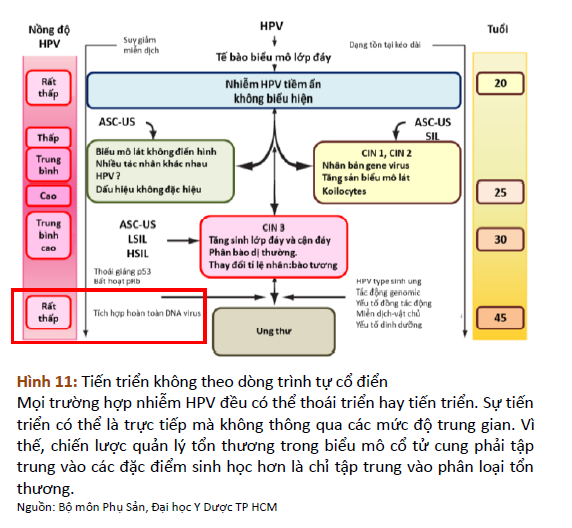 Nồng độ
HPV
Suy giảm
miễn dịch
HPV
Tế bào biểu mô lớp đáy
Dạng tồn tại kéo dài
Tuổi
Rất
thấp
Nhiễm HPV tiềm ẩn
không biểu hiện
20
ASC-US
ASC-US
SIL
Thấp
Trung
bình
Cao
Biểu mô lát không điển hình
Nhiều tác nhân khác nhau
HPV ?
Dấu hiệu không đặc hiệu
CIN 1, CIN 2
Nhân bản gene virus
Tăng sản biểu mô lát
Koilocytes
25
Trung
bình
cao
ASC-US
LSIL
HSIL
CIN 3
Tăng sinh lớp đáy và cận đáy
Phân bào dị thường.
Thay đổi tỉ lệ nhân:bào tương
30
Thoái giáng p53
Bất hoạt pRb
HPV type sinh ung
Tác động genomic
Yếu tố đồng tác động
Miễn dịch-vật chủ
Yếu tố dinh dưỡng
Rất
thấp
Tích hợp hoàn toàn DNA virus
Ung thư
45
Hình 11: Tiến triển không theo dòng trình tự cổ điển
Mọi trường hợp nhiễm HPV đều có thể thoái triển hay tiến triển. Sự tiến
triển có thể là trực tiếp mà không thông qua các mức độ trung gian. Vì
thế, chiến lược quản lý tổn thương trong biểu mô cổ tử cung phải tập
trung vào các đặc điểm sinh học hơn là chỉ tập trung vào phân loại tổn
thương.
Nguồn: Bộ môn Phụ Sản, Đại học Y Dược TP HCM